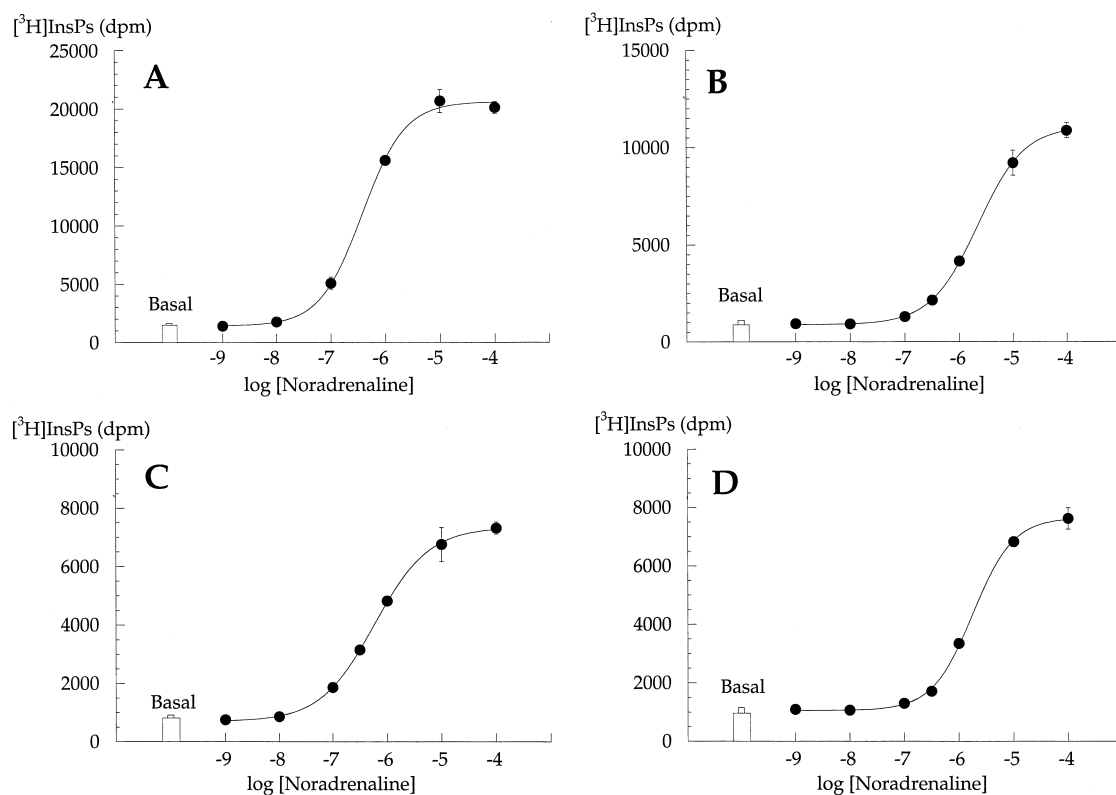 [³H]InsPs (dpm)
25000
20000
15000
10000
5000
0
A
Basal
-9 -8 -7 -6 -5 -4
log [Noradrenaline]
[³H]InsPs (dpm)
15000
10000
5000
0
B
Basal
-9 -8 -7 -6 -5 -4
log [Noradrenaline]
[³H]InsPs (dpm)
10000
8000
6000
4000
2000
0
C
Basal
-9 -8 -7 -6 -5 -4
log [Noradrenaline]
[³H]InsPs (dpm)
10000
8000
6000
4000
2000
0
D
Basal
-9 -8 -7 -6 -5 -4
log [Noradrenaline]